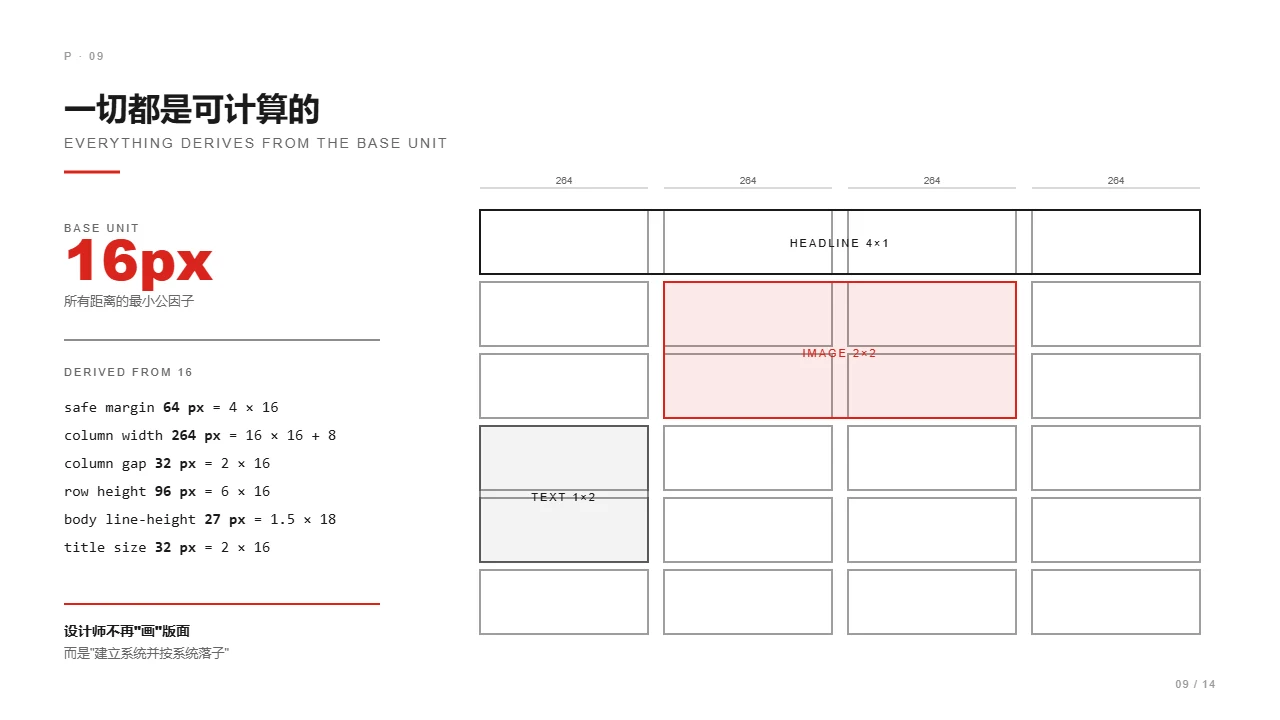 P · 09
一切都是可计算的
EVERYTHING DERIVES FROM THE BASE UNIT
BASE UNIT
16px
所有距离的最小公因子
DERIVED FROM 16
safe margin 64 px = 4 × 16
column width 264 px = 16 × 16 + 8
column gap 32 px = 2 × 16
row height 96 px = 6 × 16
body line-height 27 px = 1.5 × 18
title size 32 px = 2 × 16
设计师不再"画"版面
而是"建立系统并按系统落子"
264
264
264
264
HEADLINE 4×1
IMAGE 2×2
TEXT 1×2
09 / 14